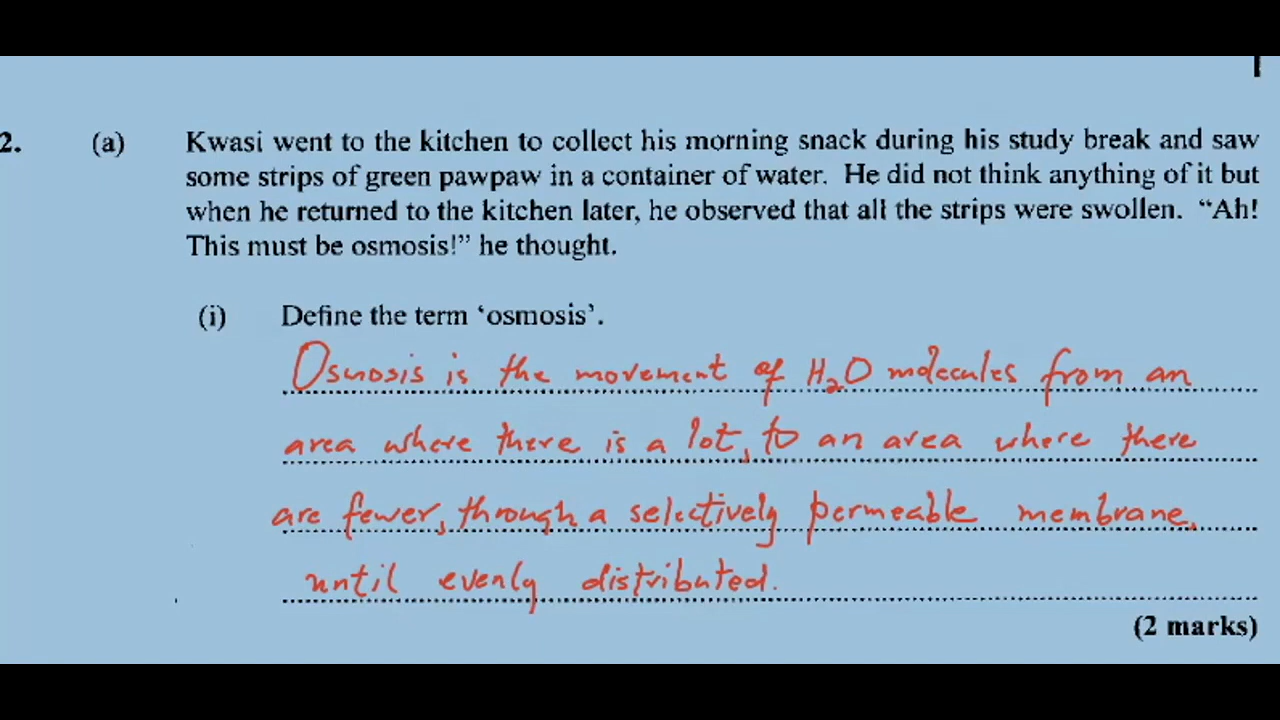 2. (a) Kwasi went to the kitchen to collect his morning snack during his study break and saw
some strips of green pawpaw in a container of water. He did not think anything of it but
when he returned to the kitchen later, he observed that all the strips were swollen. “Ah!
This must be osmosis!” he thought.
(i) Define the term ‘osmosis’.
Osmosis is the movement of H₂O molecules from an
area where there is a lot, to an area where there
are fewer, through a selectively permeable membrane,
until evenly distributed.
(2 marks)